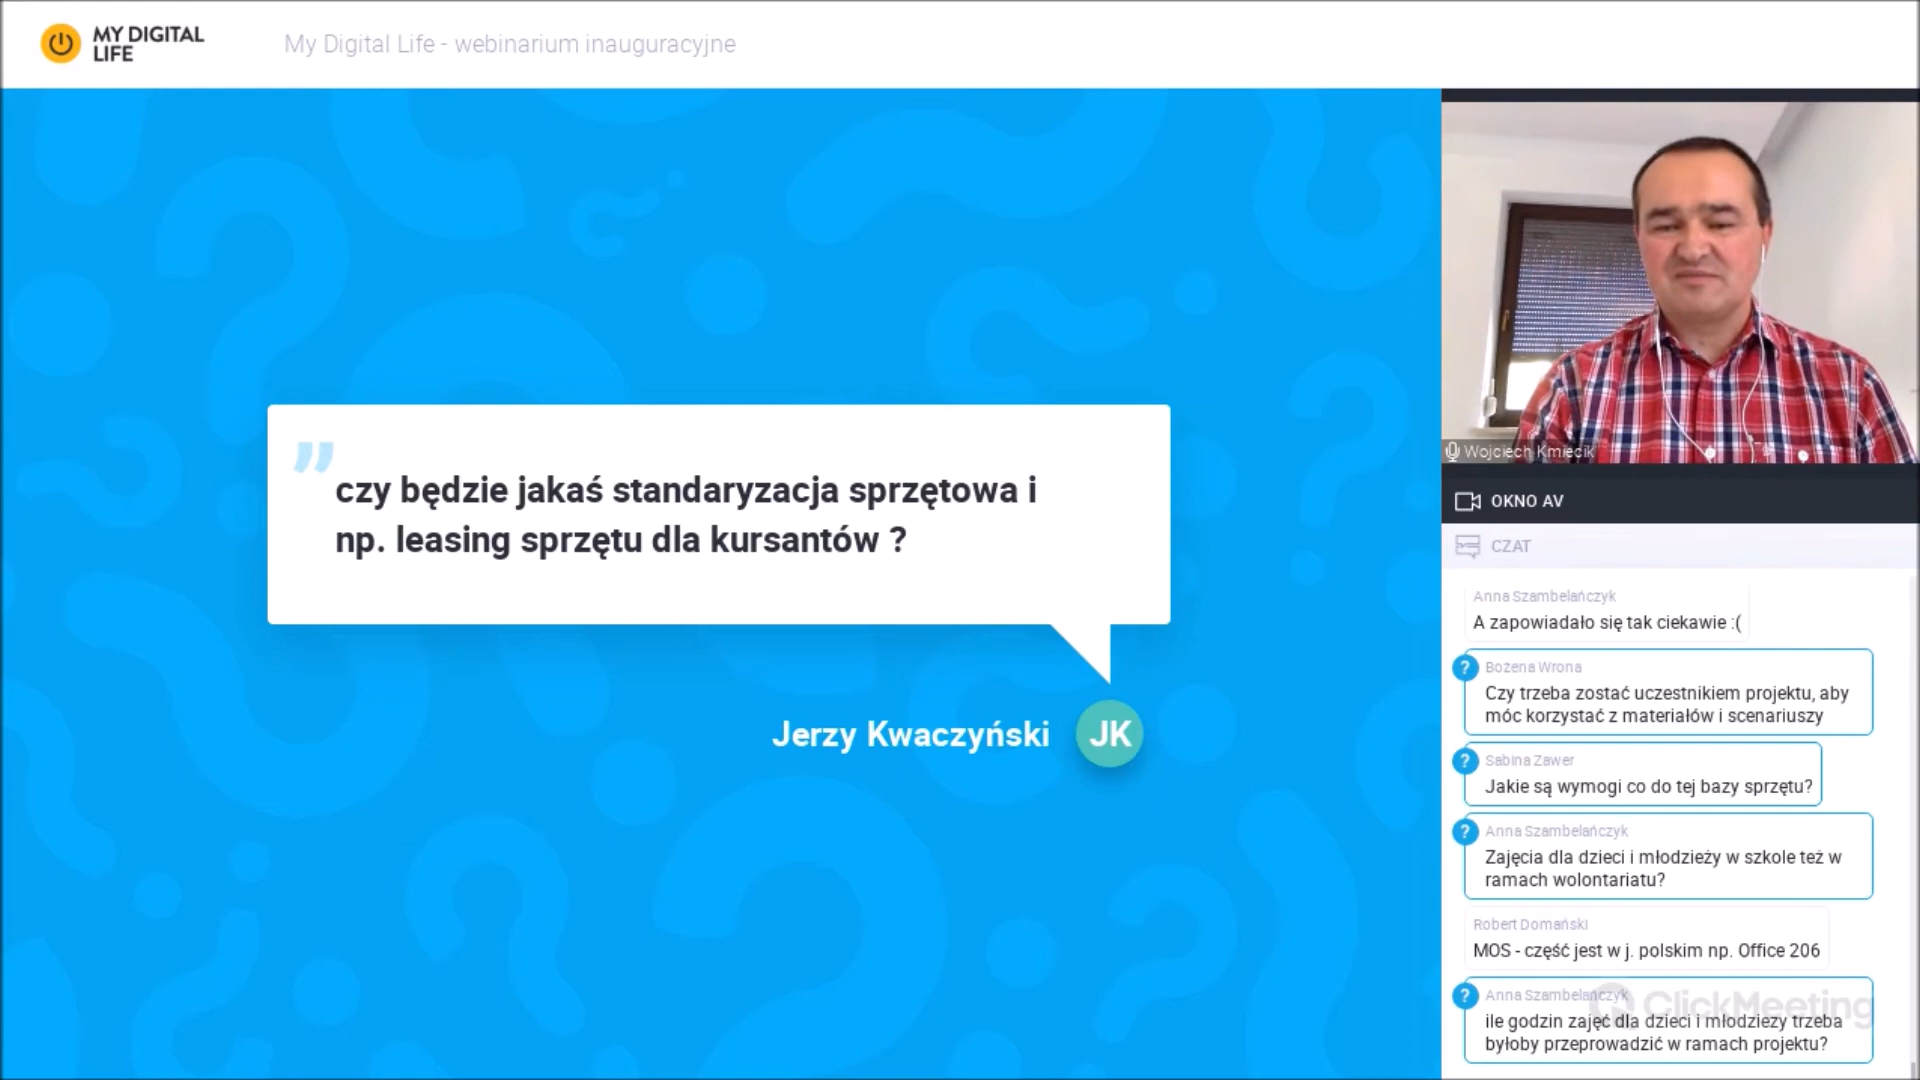 MY DIGITAL
LIFE
My Digital Life - webinarium inauguracyjne
czy będzie jakaś standaryzacja sprzętowa i
np. leasing sprzętu dla kursantów ?
Jerzy Kwaczyński
JK
Wojciech Kmiecik
OKNO AV
CZAT
Anna Szambelańczyk
A zapowiadało się tak ciekawie :(
?
Bożena Wrona
Czy trzeba zostać uczestnikiem projektu, aby
móc korzystać z materiałów i scenariuszy
?
Sabina Zawer
Jakie są wymogi co do tej bazy sprzętu?
?
Anna Szambelańczyk
Zajęcia dla dzieci i młodzieży w szkole też w
ramach wolontariatu?
Robert Domański
MOS - część jest w j. polskim np. Office 206
?
Anna Szambelańczyk
ClickMeeting
ile godzin zajęć dla dzieci i młodziezy trzeba
byłoby przeprowadzić w ramach projektu?